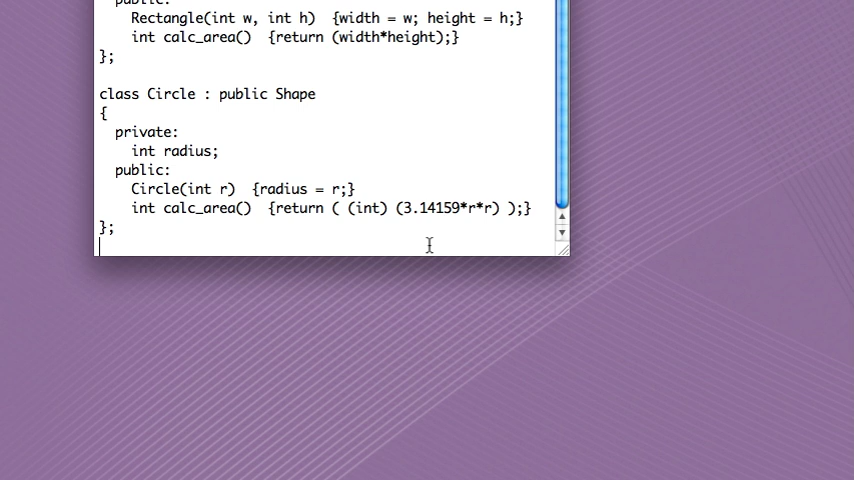 public:
Rectangle(int w, int h)  {width = w; height = h;}
int calc_area()  {return (width*height);}
};
class Circle : public Shape
{
private:
int radius;
public:
Circle(int r)  {radius = r;}
int calc_area()  {return ( (int) (3.14159*r*r) );}
};